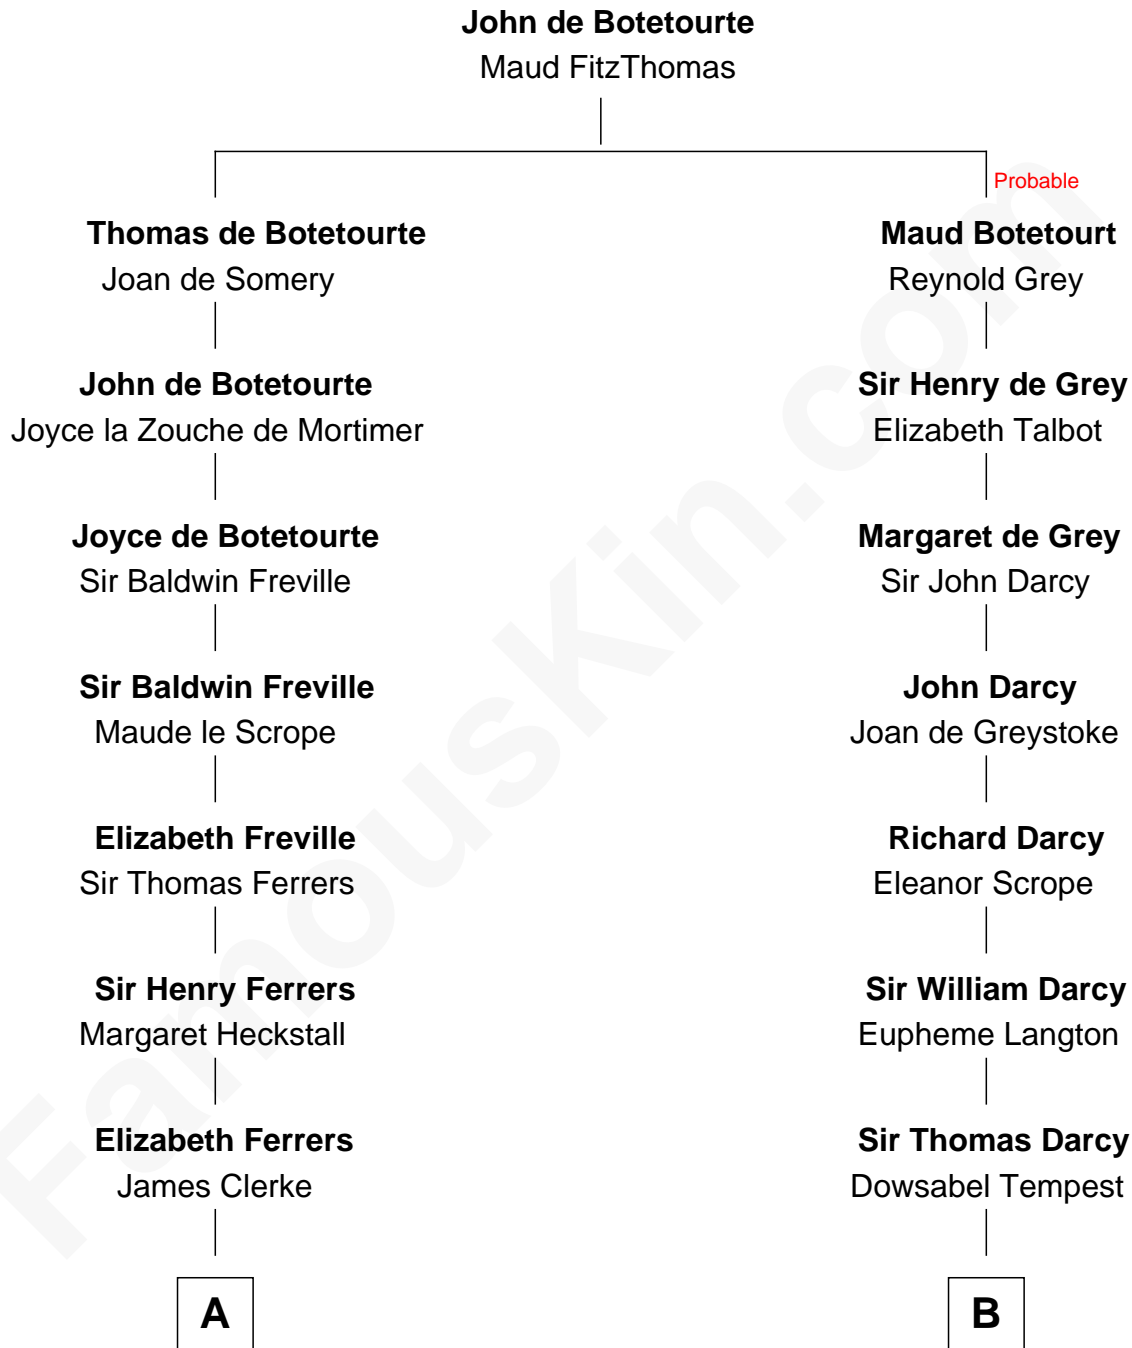 John de Botetourte
Maud FitzThomas
Probable
Thomas de Botetourte
Joan de Somery
John de Botetourte
Joyce la Zouche de Mortimer
Joyce de Botetourte
Sir Baldwin Freville
Sir Baldwin Freville
Maude le Scrope
Elizabeth Freville
Sir Thomas Ferrers
Sir Henry Ferrers
Margaret Heckstall
Elizabeth Ferrers
James Clerke
A
Maud Botetourt
Reynold Grey
Sir Henry de Grey
Elizabeth Talbot
Margaret de Grey
Sir John Darcy
John Darcy
Joan de Greystoke
Richard Darcy
Eleanor Scrope
Sir William Darcy
Eupheme Langton
Sir Thomas Darcy
Dowsabel Tempest
B
FamousKin.com